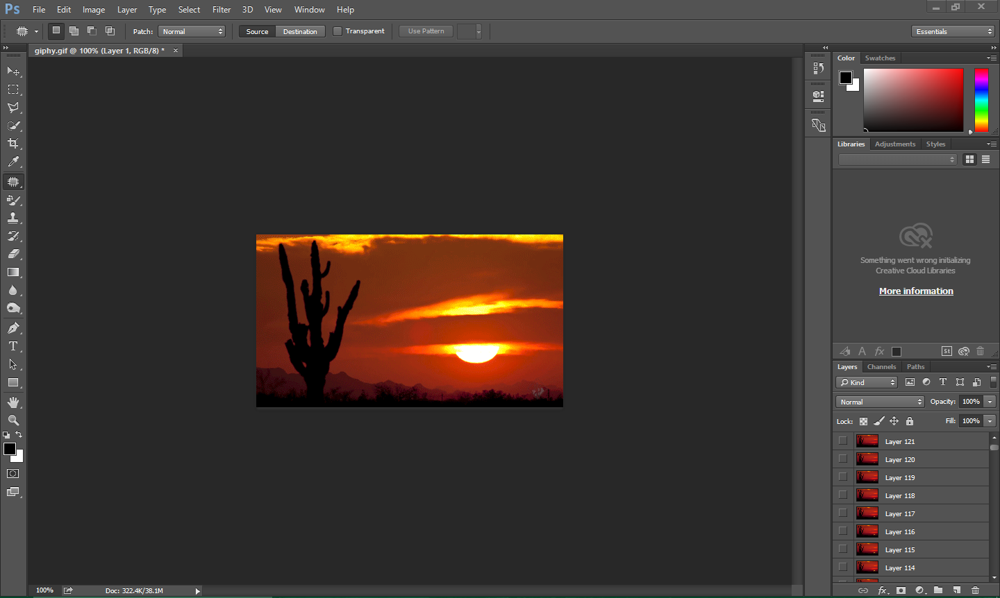 Ps File Edit Image Layer Type Select Filter 3D View Window Help
Patch: Normal Source Destination Transparent Use Pattern Essentials
giphy.gif @ 100% (Layer 1, RGB/8) * ×
Color Swatches
Libraries Adjustments Styles
Something went wrong initializing
Creative Cloud Libraries
More information
A fx St
Layers Channels Paths
Kind T
Normal Opacity: 100%
Lock: Fill: 100%
Layer 121
Layer 120
Layer 119
Layer 118
Layer 117
Layer 116
Layer 115
Layer 114
T
100% Doc: 322.4K/38.1M fx